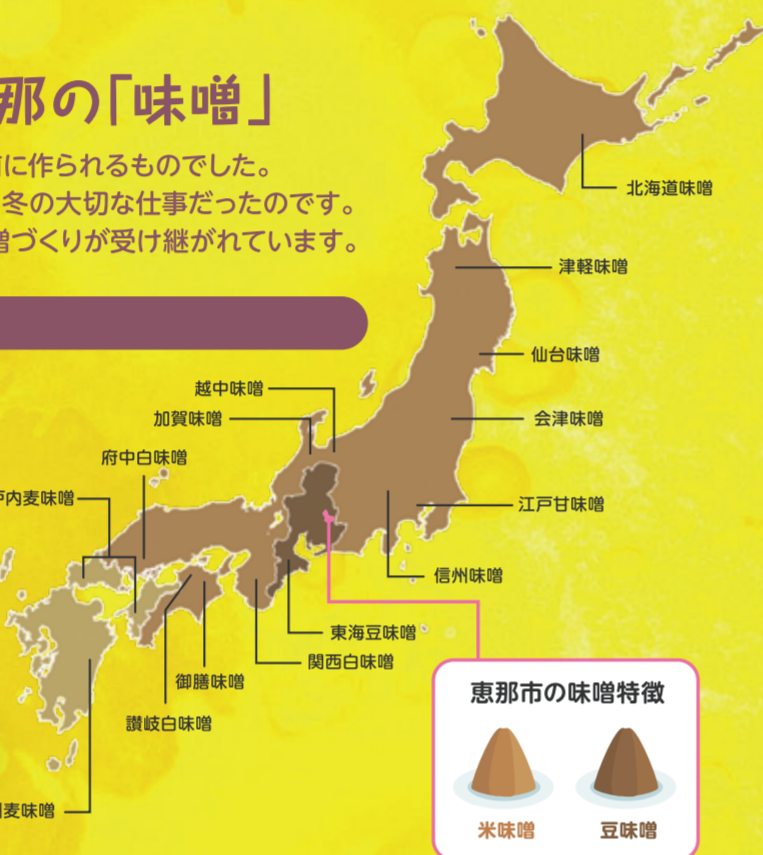 那の「味噌」
に作られるものでした。
冬の大切な仕事だったのです。
噌づくりが受け継がれています。
北海道味噌
津軽味噌
仙台味噌
越中味噌
加賀味噌
会津味噌
府中白味噌
戸内麦味噌
江戸甘味噌
信州味噌
東海豆味噌
関西白味噌
御膳味噌
讃岐白味噌
麦味噌
恵那市の味噌特徴
米味噌 豆味噌